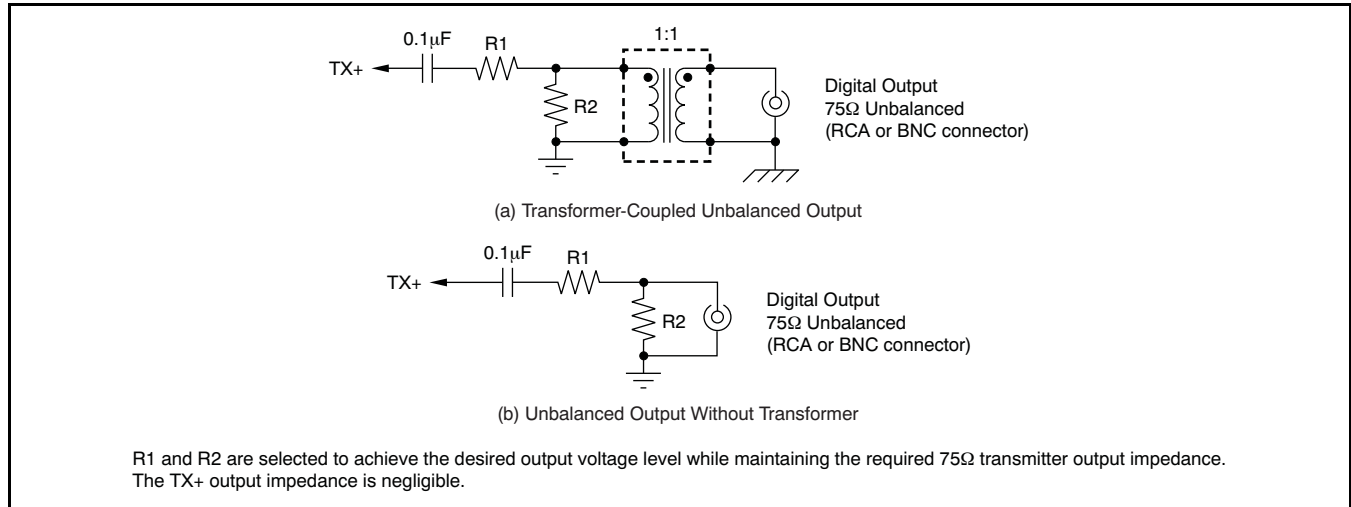 1:1
0.1μF
R1
TX+
R2
Digital Output
75Ω Unbalanced
(RCA or BNC connector)
(a) Transformer-Coupled Unbalanced Output
0.1μF
R1
TX+
R2
Digital Output
75Ω Unbalanced
(RCA or BNC connector)
(b) Unbalanced Output Without Transformer
R1 and R2 are selected to achieve the desired output voltage level while maintaining the required 75Ω transmitter output impedance.
The TX+ output impedance is negligible.